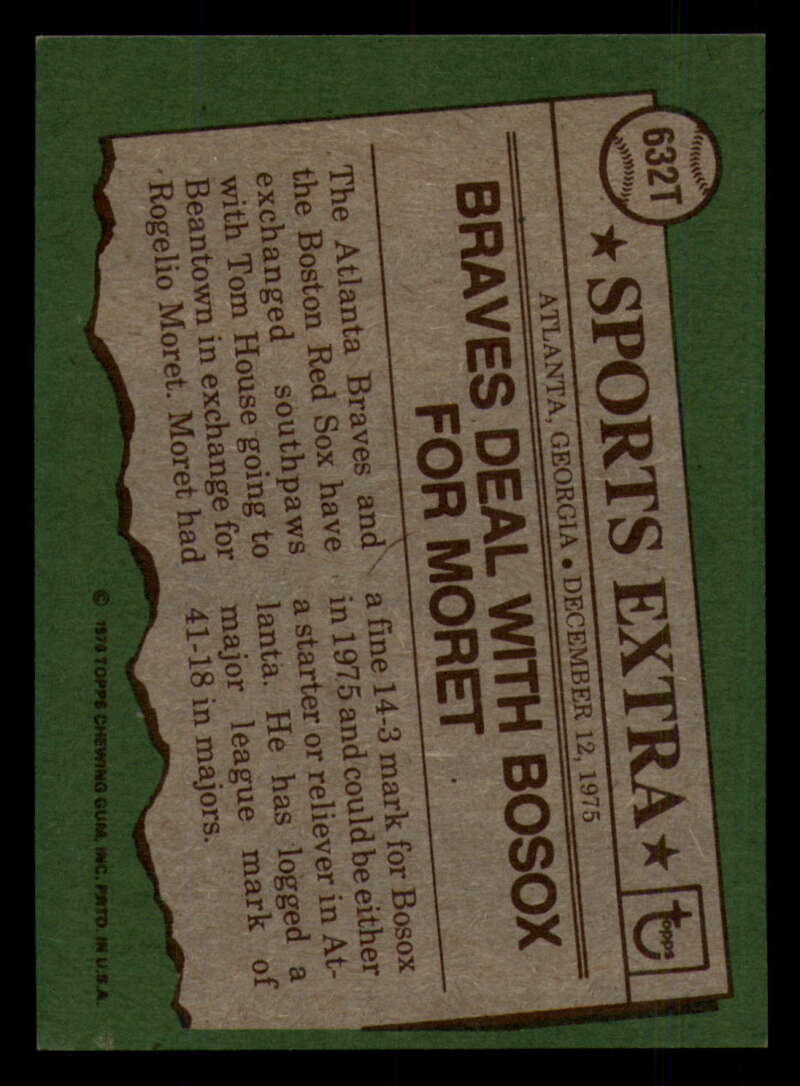 632T
★ SPORTS EXTRA ★
topps
ATLANTA, GEORGIA • DECEMBER 12, 1975
BRAVES DEAL WITH BOSOX
FOR MORET
The Atlanta Braves and
the Boston Red Sox have
exchanged southpaws
with Tom House going to
Beantown in exchange for
Rogelio Moret. Moret had
a fine 14-3 mark for Bosox
in 1975 and could be either
a starter or reliever in At-
lanta. He has logged a
major league mark of
41-18 in majors.
© 1976 TOPPS CHEWING GUM, INC. PRTD. IN U.S.A.